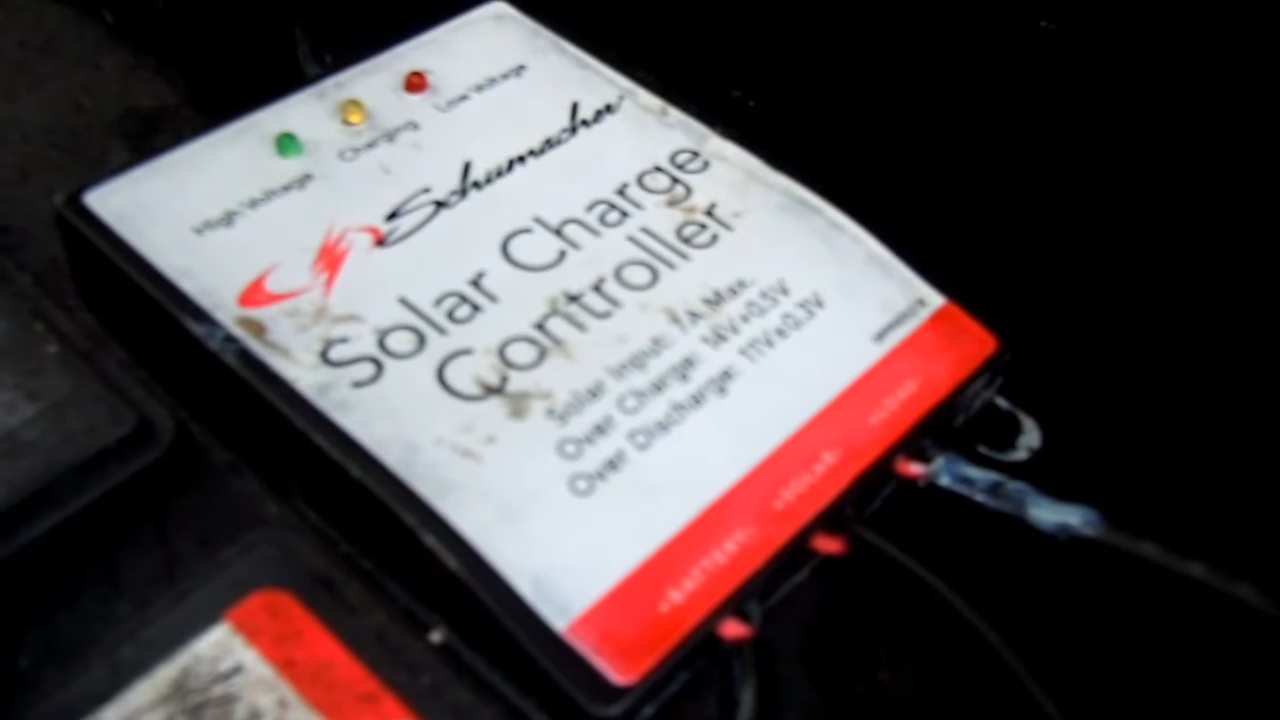 Low Voltage
Charging
High Voltage
Schumacher
Solar Charge
Controller
Solar Input: 7A Max.
Over Charge: 14V±0.5V
Over Discharge: 11V±0.3V
+BATTERY- +SOLAR- +LOAD-